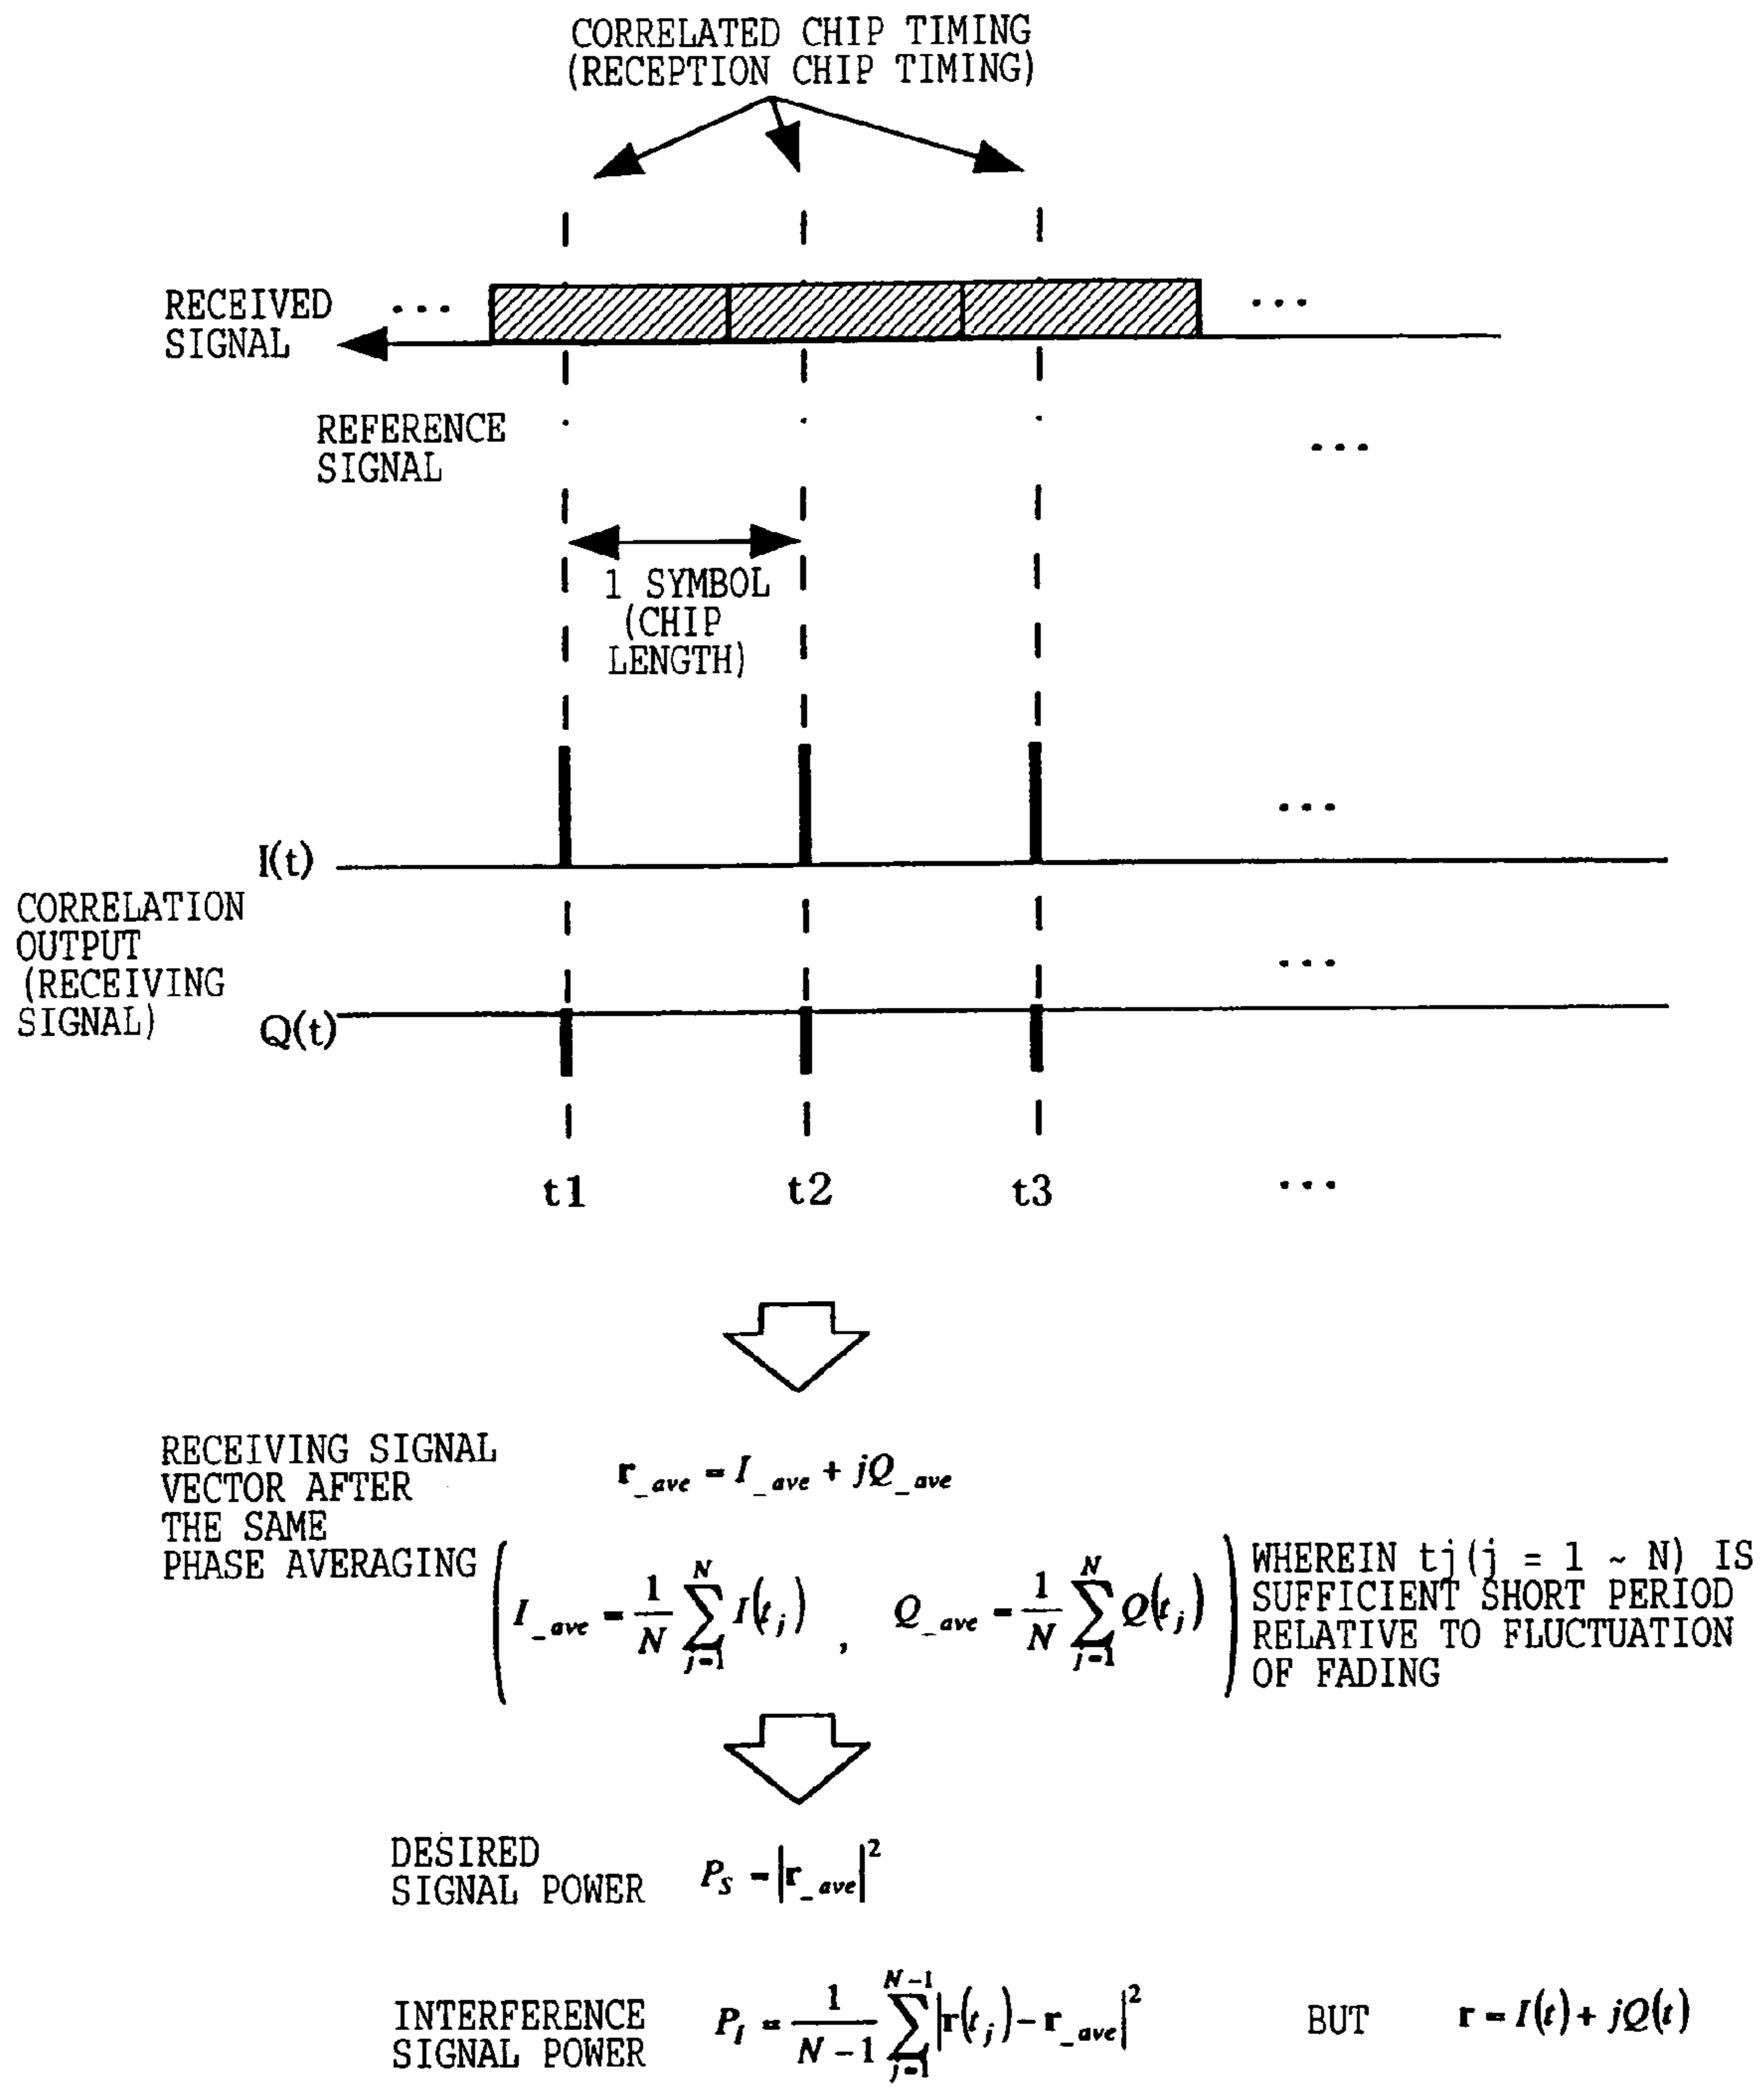 CORRELATED CHIP TIMING
(RECEPTION CHIP TIMING)
RECEIVED
SIGNAL
...
...
REFERENCE
SIGNAL
...
1 SYMBOL
(CHIP
LENGTH)
...
I(t)
CORRELATION
OUTPUT
(RECEIVING
SIGNAL)
...
Q(t)
t1 t2 t3 ...
RECEIVING SIGNAL
VECTOR AFTER
THE SAME
PHASE AVERAGING
r_ave = I_ave + jQ_ave
(I_ave = 1/N ∑_{j=1}^{N} I(t_j) , Q_ave = 1/N ∑_{j=1}^{N} Q(t_j))
WHEREIN tj(j = 1 ~ N) IS
SUFFICIENT SHORT PERIOD
RELATIVE TO FLUCTUATION
OF FADING
DESIRED
SIGNAL POWER
P_S = |r_ave|^2
INTERFERENCE
SIGNAL POWER
P_I = 1/(N-1) ∑_{j=1}^{N-1} |r(t_j) - r_ave|^2
BUT r = I(t) + jQ(t)